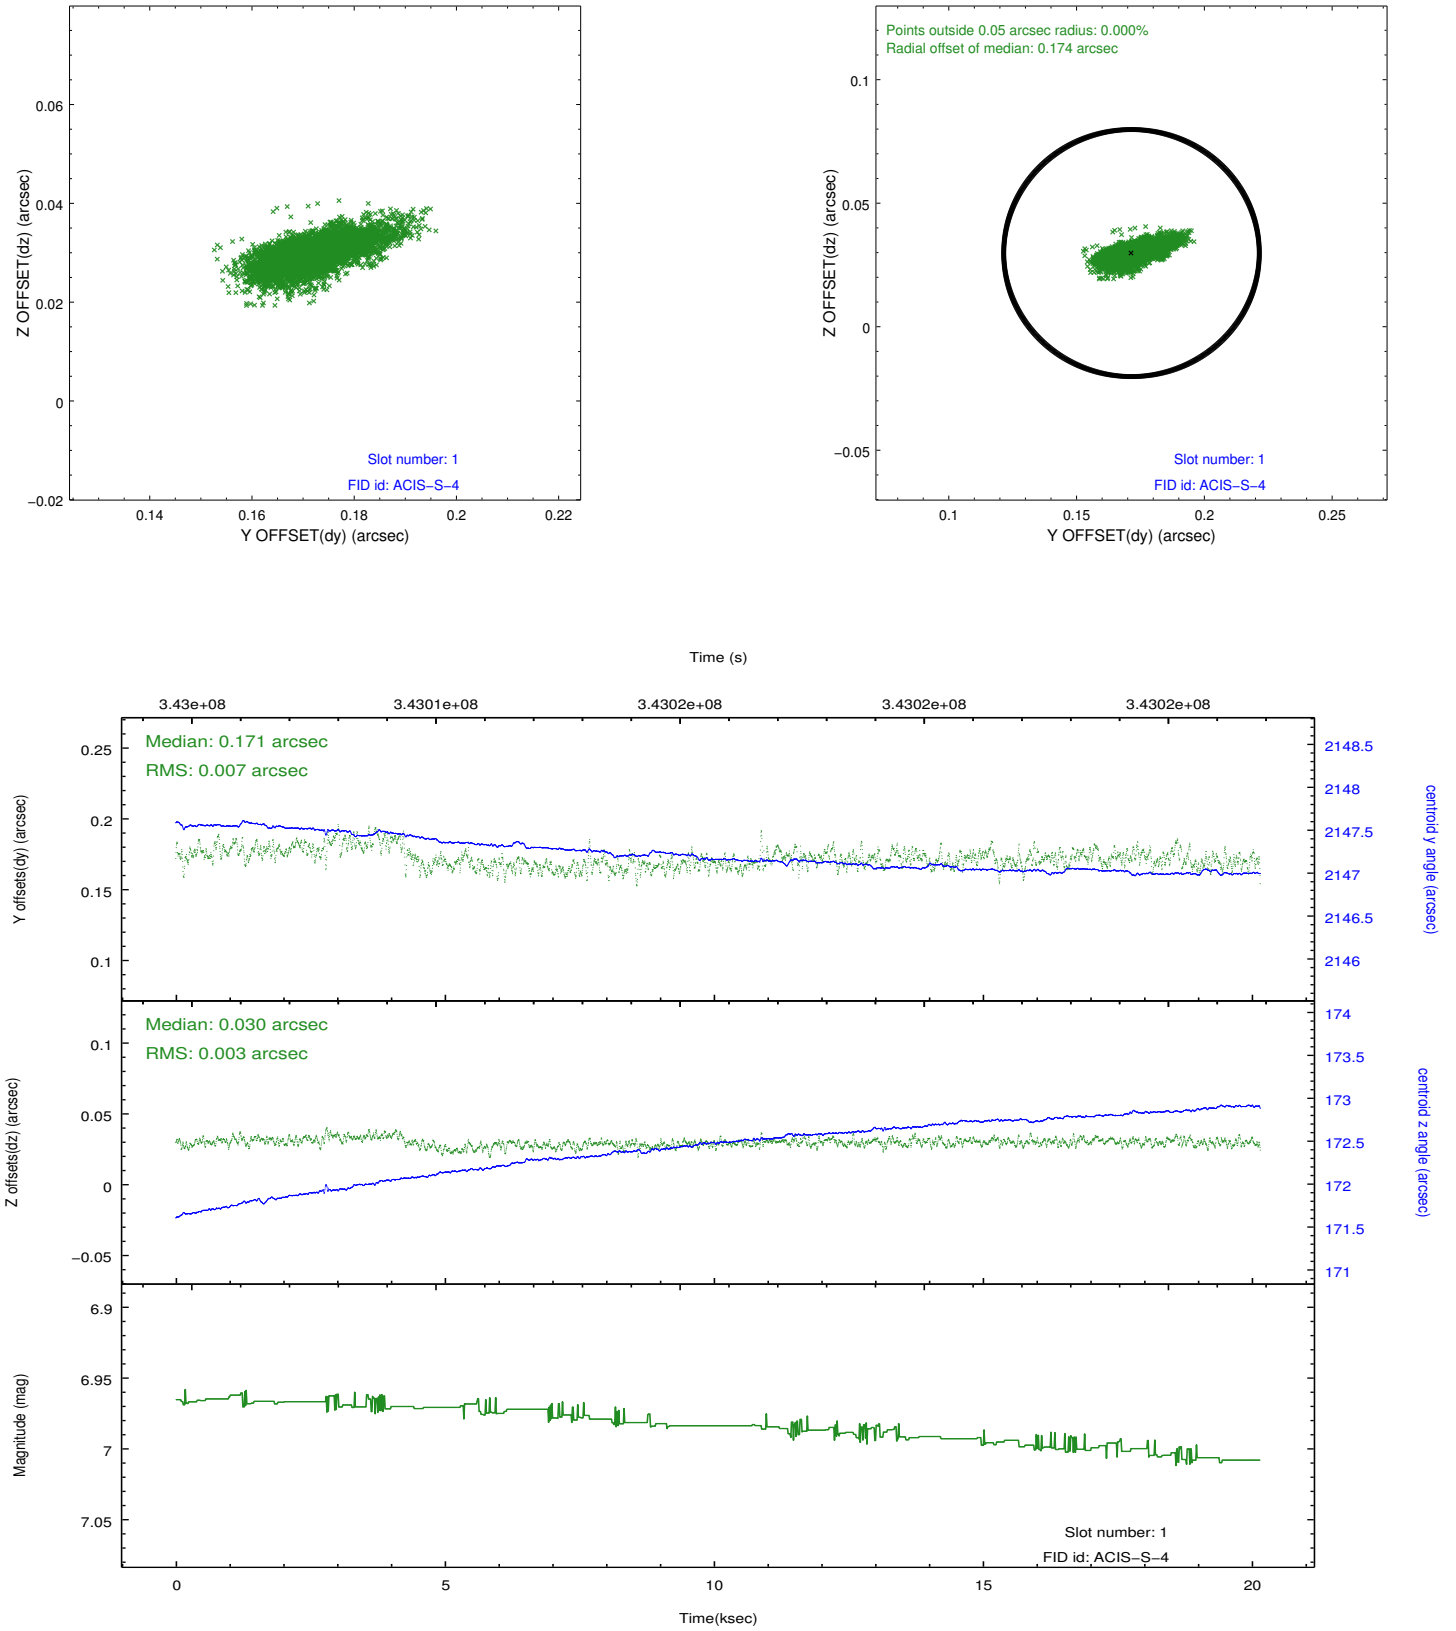 0.06
0.04
0.02
0
−0.02
Z OFFSET(dz) (arcsec)
Slot number: 1
FID id: ACIS−S−4
0.14
0.16
0.18
0.2
0.22
Y OFFSET(dy) (arcsec)
Points outside 0.05 arcsec radius: 0.000%
Radial offset of median: 0.174 arcsec
0.1
0.05
0
−0.05
Z OFFSET(dz) (arcsec)
Slot number: 1
FID id: ACIS−S−4
0.1
0.15
0.2
0.25
Y OFFSET(dy) (arcsec)
Time (s)
3.43e+08
3.4301e+08
3.4302e+08
3.4302e+08
3.4302e+08
Median: 0.171 arcsec
RMS: 0.007 arcsec
0.25
0.2
0.15
0.1
Y offsets(dy) (arcsec)
2148.5
2148
2147.5
2147
2146.5
2146
centroid y angle (arcsec)
Median: 0.030 arcsec
RMS: 0.003 arcsec
0.1
0.05
0
−0.05
Z offsets(dz) (arcsec)
174
173.5
173
172.5
172
171.5
171
centroid z angle (arcsec)
6.9
6.95
7
7.05
Magnitude (mag)
Slot number: 1
FID id: ACIS−S−4
0
5
10
15
20
Time(ksec)